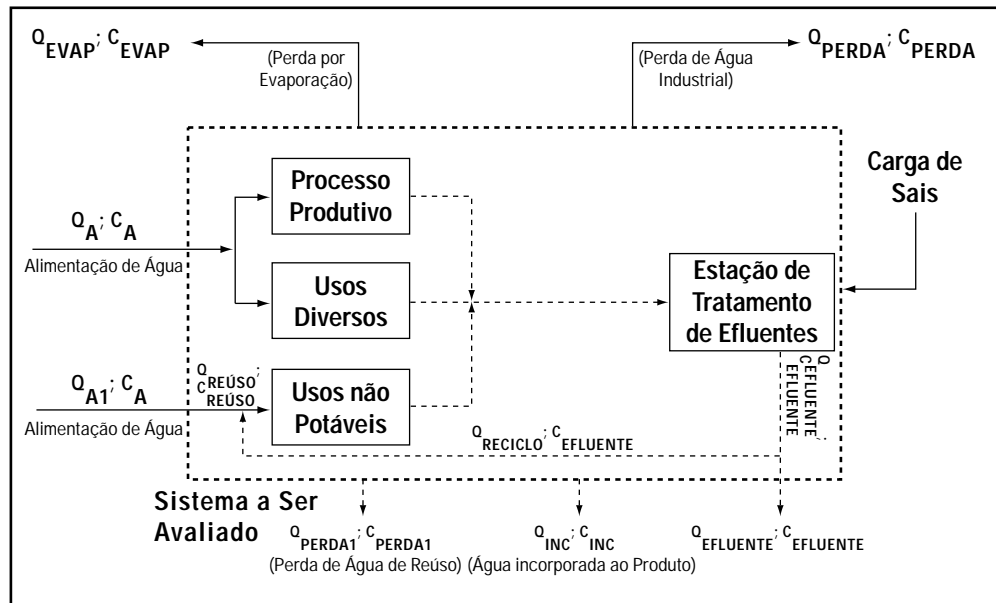 Q EVAP; C EVAP
(Perda por
Evaporação)
(Perda de Água
Industrial)
Q PERDA; C PERDA
Carga de
Sais
Processo
Produtivo
Q A; C A
Alimentação de Água
Usos
Diversos
Estação de
Tratamento
de Efluentes
Q A1; C A
Alimentação de Água
Q REÚSO;
C REÚSO
Usos não
Potáveis
Q EFLUENTE;
C EFLUENTE
Q RECICLO; C EFLUENTE
Sistema a Ser
Avaliado
Q PERDA1; C PERDA1
(Perda de Água de Reúso)
Q INC; C INC
(Água incorporada ao Produto)
Q EFLUENTE; C EFLUENTE